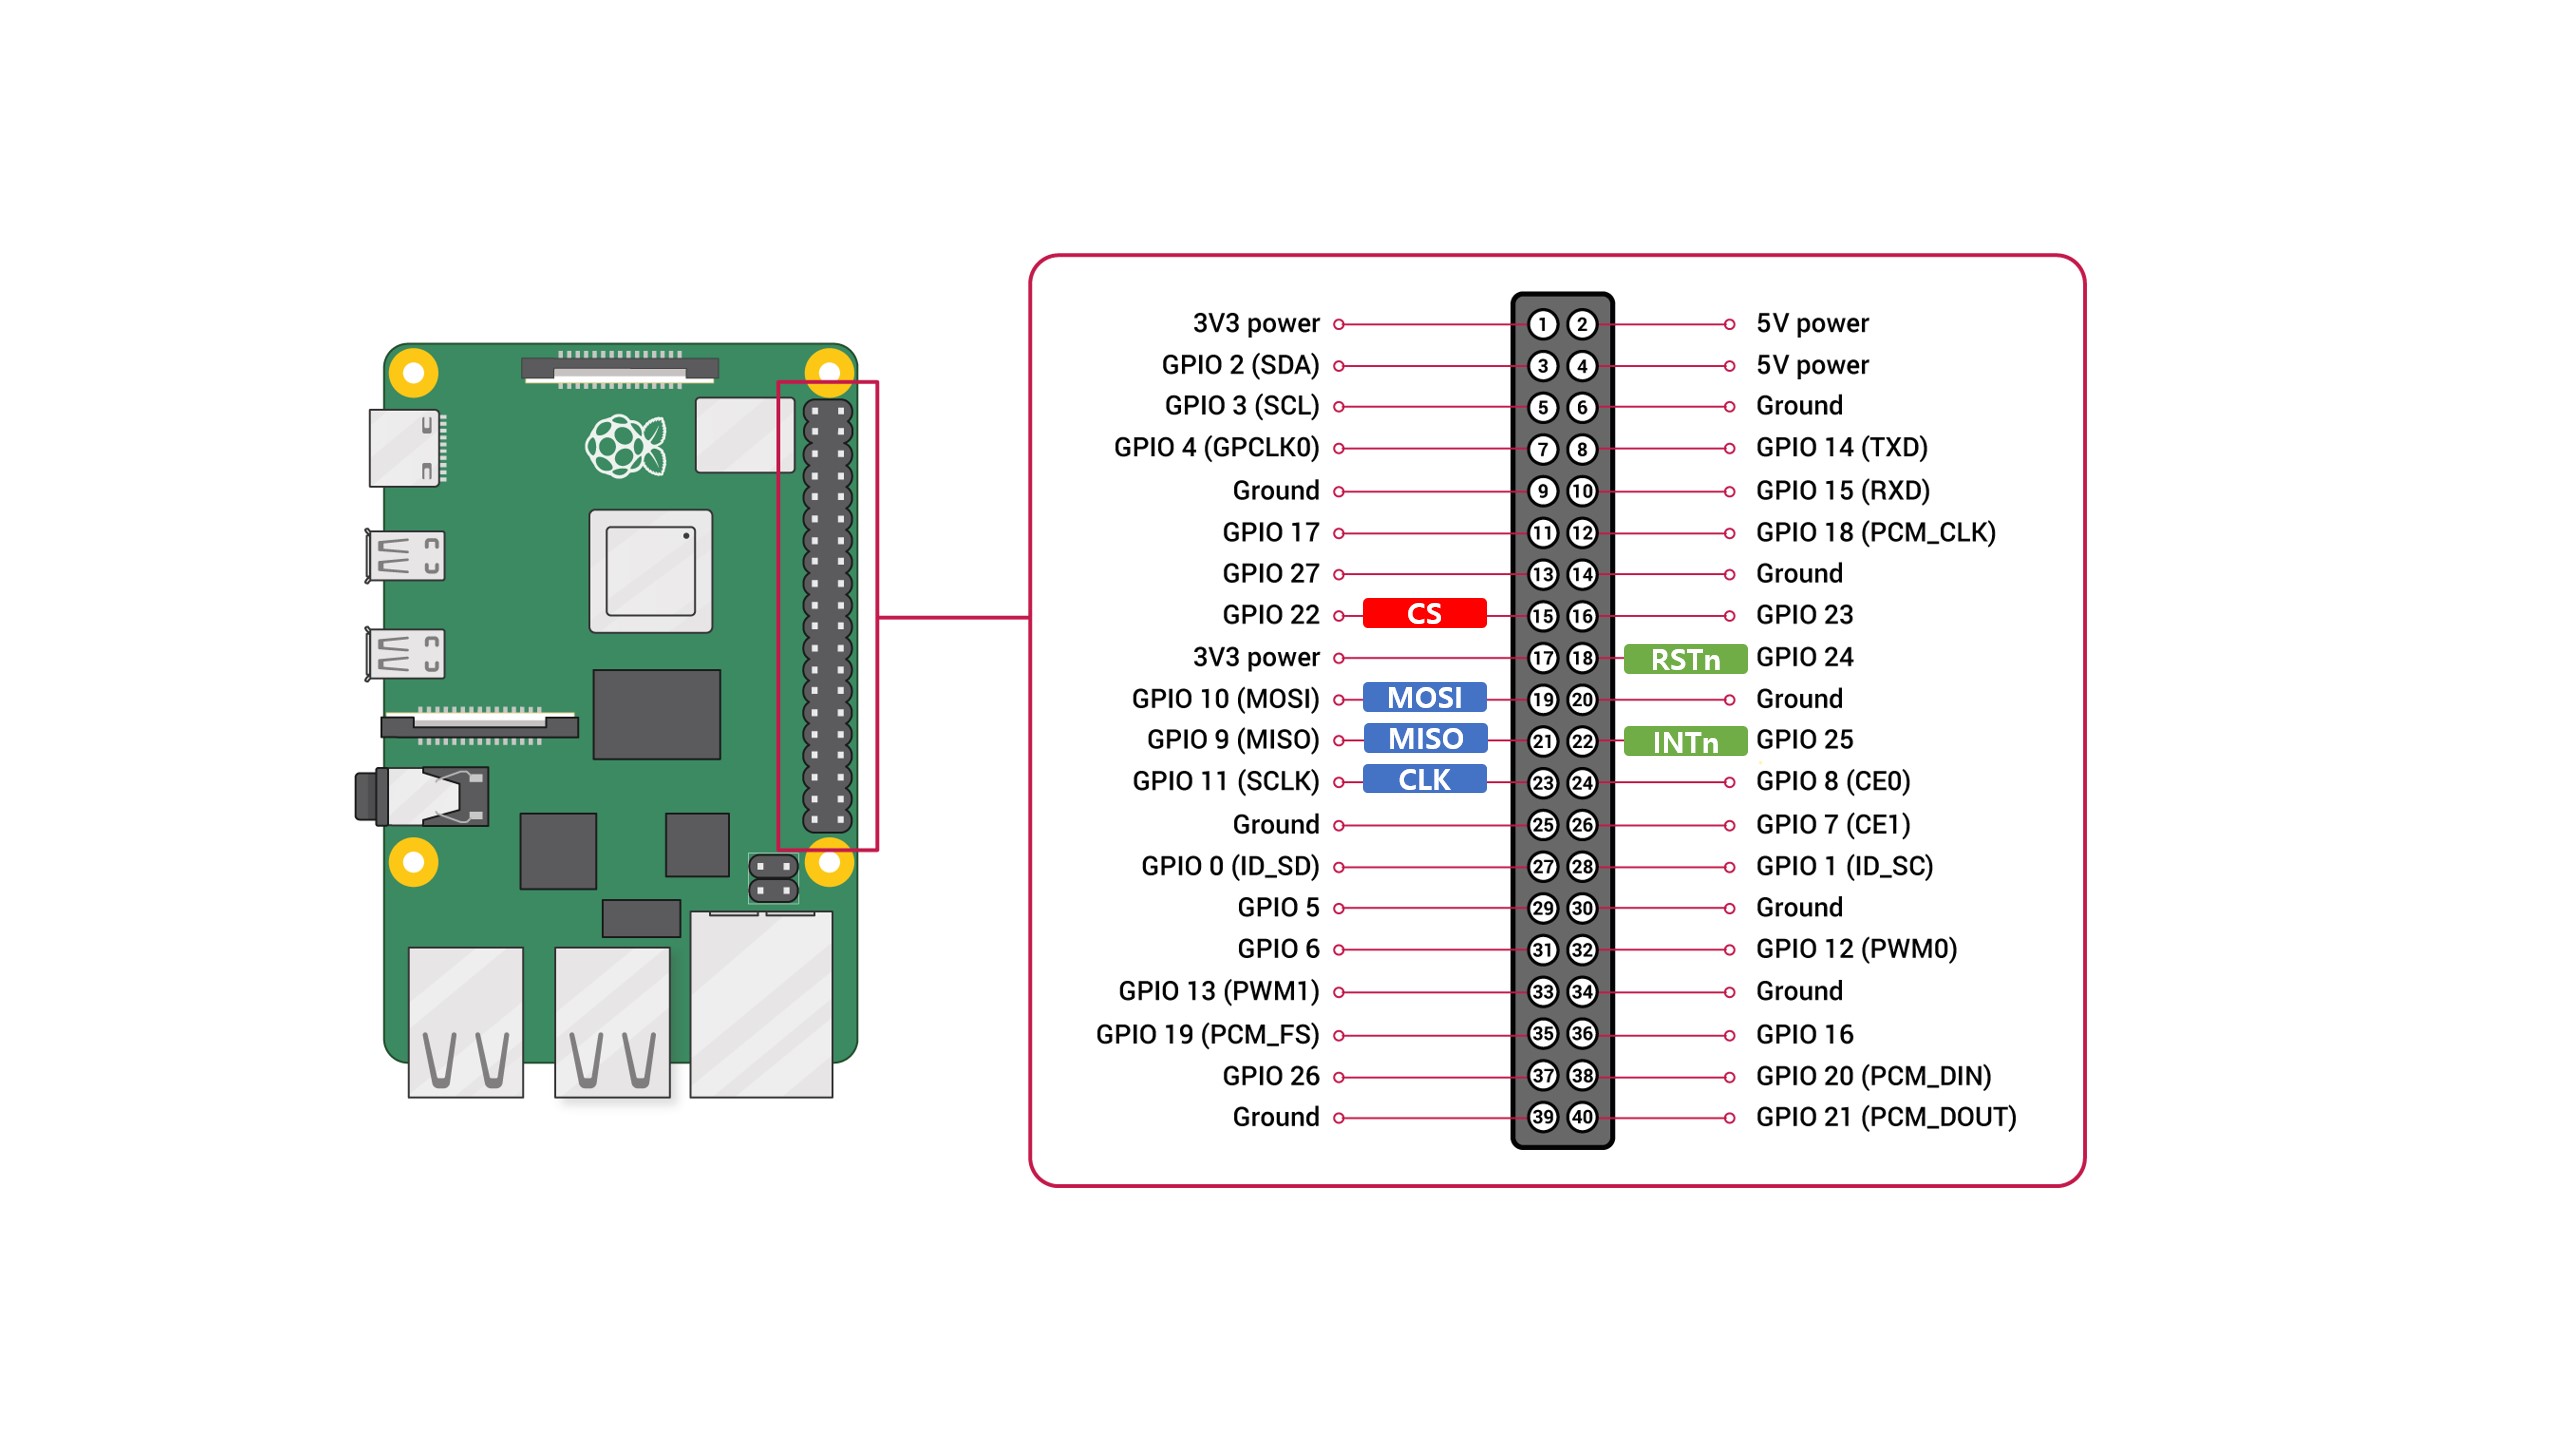 3V3 power 1 2 5V power
GPIO 2 (SDA) 3 4 5V power
GPIO 3 (SCL) 5 6 Ground
GPIO 4 (GPCLK0) 7 8 GPIO 14 (TXD)
Ground 9 10 GPIO 15 (RXD)
GPIO 17 11 12 GPIO 18 (PCM_CLK)
GPIO 27 13 14 Ground
GPIO 22 CS 15 16 GPIO 23
3V3 power 17 18 RSTn GPIO 24
GPIO 10 (MOSI) MOSI 19 20 Ground
GPIO 9 (MISO) MISO 21 22 INTn GPIO 25
GPIO 11 (SCLK) CLK 23 24 GPIO 8 (CE0)
Ground 25 26 GPIO 7 (CE1)
GPIO 0 (ID_SD) 27 28 GPIO 1 (ID_SC)
GPIO 5 29 30 Ground
GPIO 6 31 32 GPIO 12 (PWM0)
GPIO 13 (PWM1) 33 34 Ground
GPIO 19 (PCM_FS) 35 36 GPIO 16
GPIO 26 37 38 GPIO 20 (PCM_DIN)
Ground 39 40 GPIO 21 (PCM_DOUT)